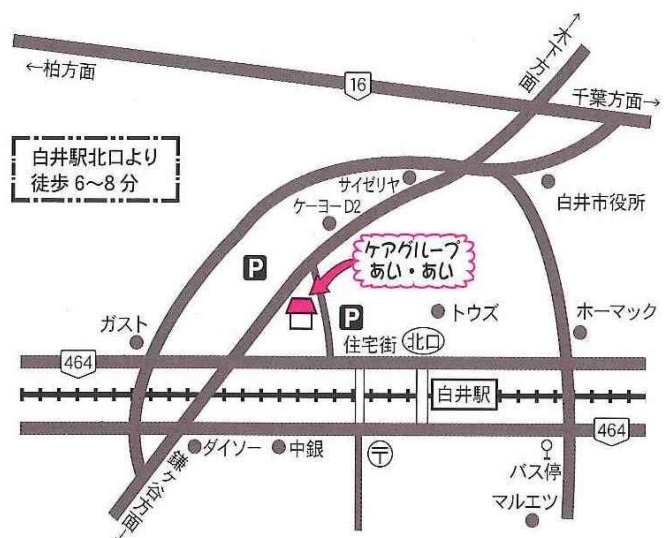 ←柏方面
16
木下方面→
千葉方面→
白井駅北口より
徒歩6~8分
サイゼリヤ
ケーヨーD2
白井市役所
P
ケアグループ
あい・あい
P
トウズ
ホーマック
ガスト
住宅街
北口
464
白井駅
464
ダイソー
中銀
〒
バス停
マルエツ
鎌ケ谷方面→